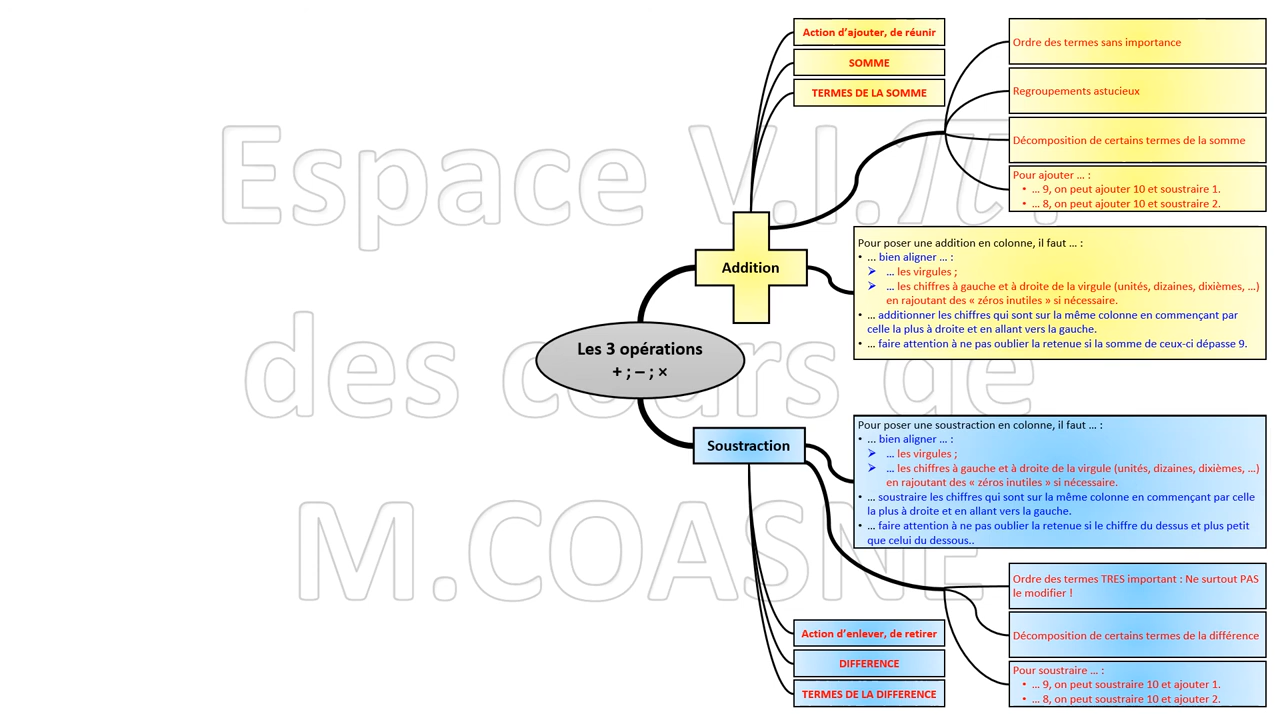 Espace V.I.π.
des cours de
M.COASNE
Les 3 opérations
+ ; – ; ×
Addition
Action d'ajouter, de réunir
SOMME
TERMES DE LA SOMME
Ordre des termes sans importance
Regroupements astucieux
Décomposition de certains termes de la somme
Pour ajouter … :
• … 9, on peut ajouter 10 et soustraire 1.
• … 8, on peut ajouter 10 et soustraire 2.
Pour poser une addition en colonne, il faut … :
• … bien aligner … :
➢ … les virgules ;
➢ … les chiffres à gauche et à droite de la virgule (unités, dizaines, dixièmes, …)
en rajoutant des « zéros inutiles » si nécessaire.
• … additionner les chiffres qui sont sur la même colonne en commençant par
celle la plus à droite et en allant vers la gauche.
• … faire attention à ne pas oublier la retenue si la somme de ceux-ci dépasse 9.
Soustraction
Pour poser une soustraction en colonne, il faut … :
• … bien aligner … :
➢ … les virgules ;
➢ … les chiffres à gauche et à droite de la virgule (unités, dizaines, dixièmes, …)
en rajoutant des « zéros inutiles » si nécessaire.
• … soustraire les chiffres qui sont sur la même colonne en commençant par celle
la plus à droite et en allant vers la gauche.
• … faire attention à ne pas oublier la retenue si le chiffre du dessus et plus petit
que celui du dessous..
Ordre des termes TRES important : Ne surtout PAS
le modifier !
Décomposition de certains termes de la différence
Pour soustraire … :
• … 9, on peut soustraire 10 et ajouter 1.
• … 8, on peut soustraire 10 et ajouter 2.
Action d'enlever, de retirer
DIFFERENCE
TERMES DE LA DIFFERENCE